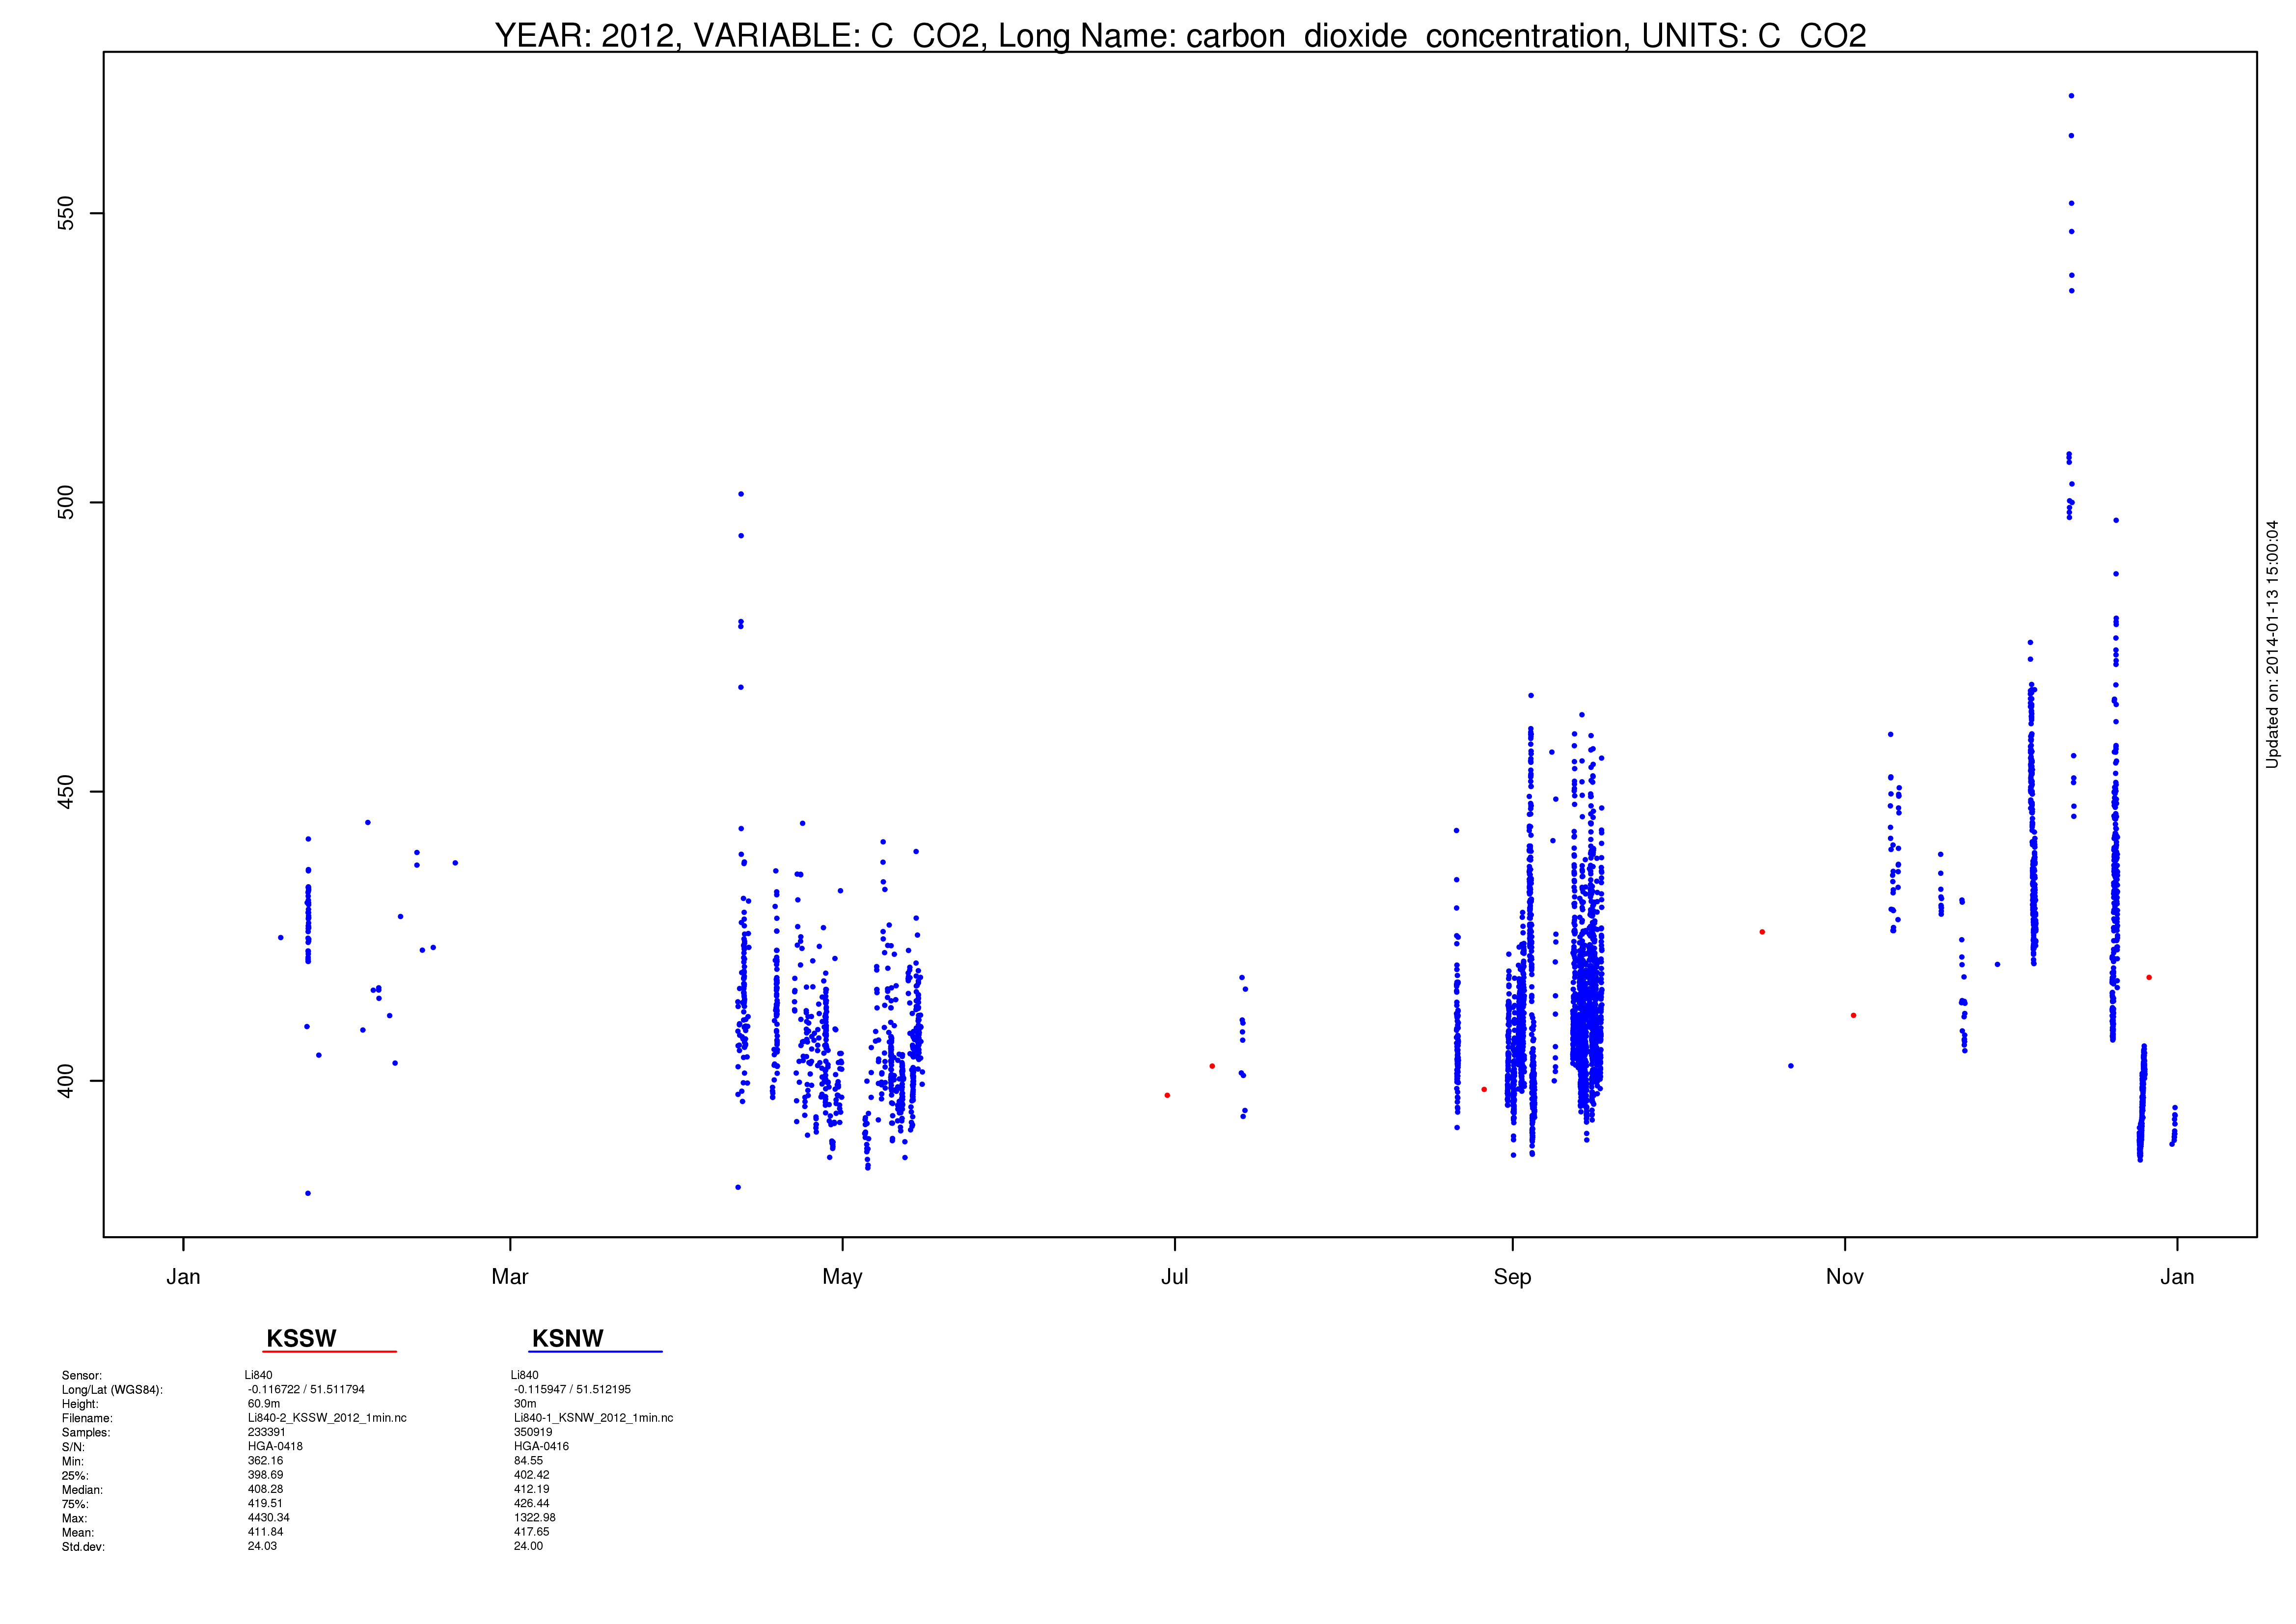 YEAR: 2012, VARIABLE: C CO2, Long Name: carbon dioxide concentration, UNITS: C CO2
550
500
450
400
Updated on: 2014-01-13 15:00:04
Jan Mar May Jul Sep Nov Jan
KSSW KSNW
Sensor: Li840 Li840
Long/Lat (WGS84): -0.116722 / 51.511794 -0.115947 / 51.512195
Height: 60.9m 30m
Filename: Li840-2_KSSW_2012_1min.nc Li840-1_KSNW_2012_1min.nc
Samples: 233391 350919
S/N: HGA-0418 HGA-0416
Min: 362.16 84.55
25%: 398.69 402.42
Median: 408.28 412.19
75%: 419.51 426.44
Max: 4430.34 1322.98
Mean: 411.84 417.65
Std.dev: 24.03 24.00